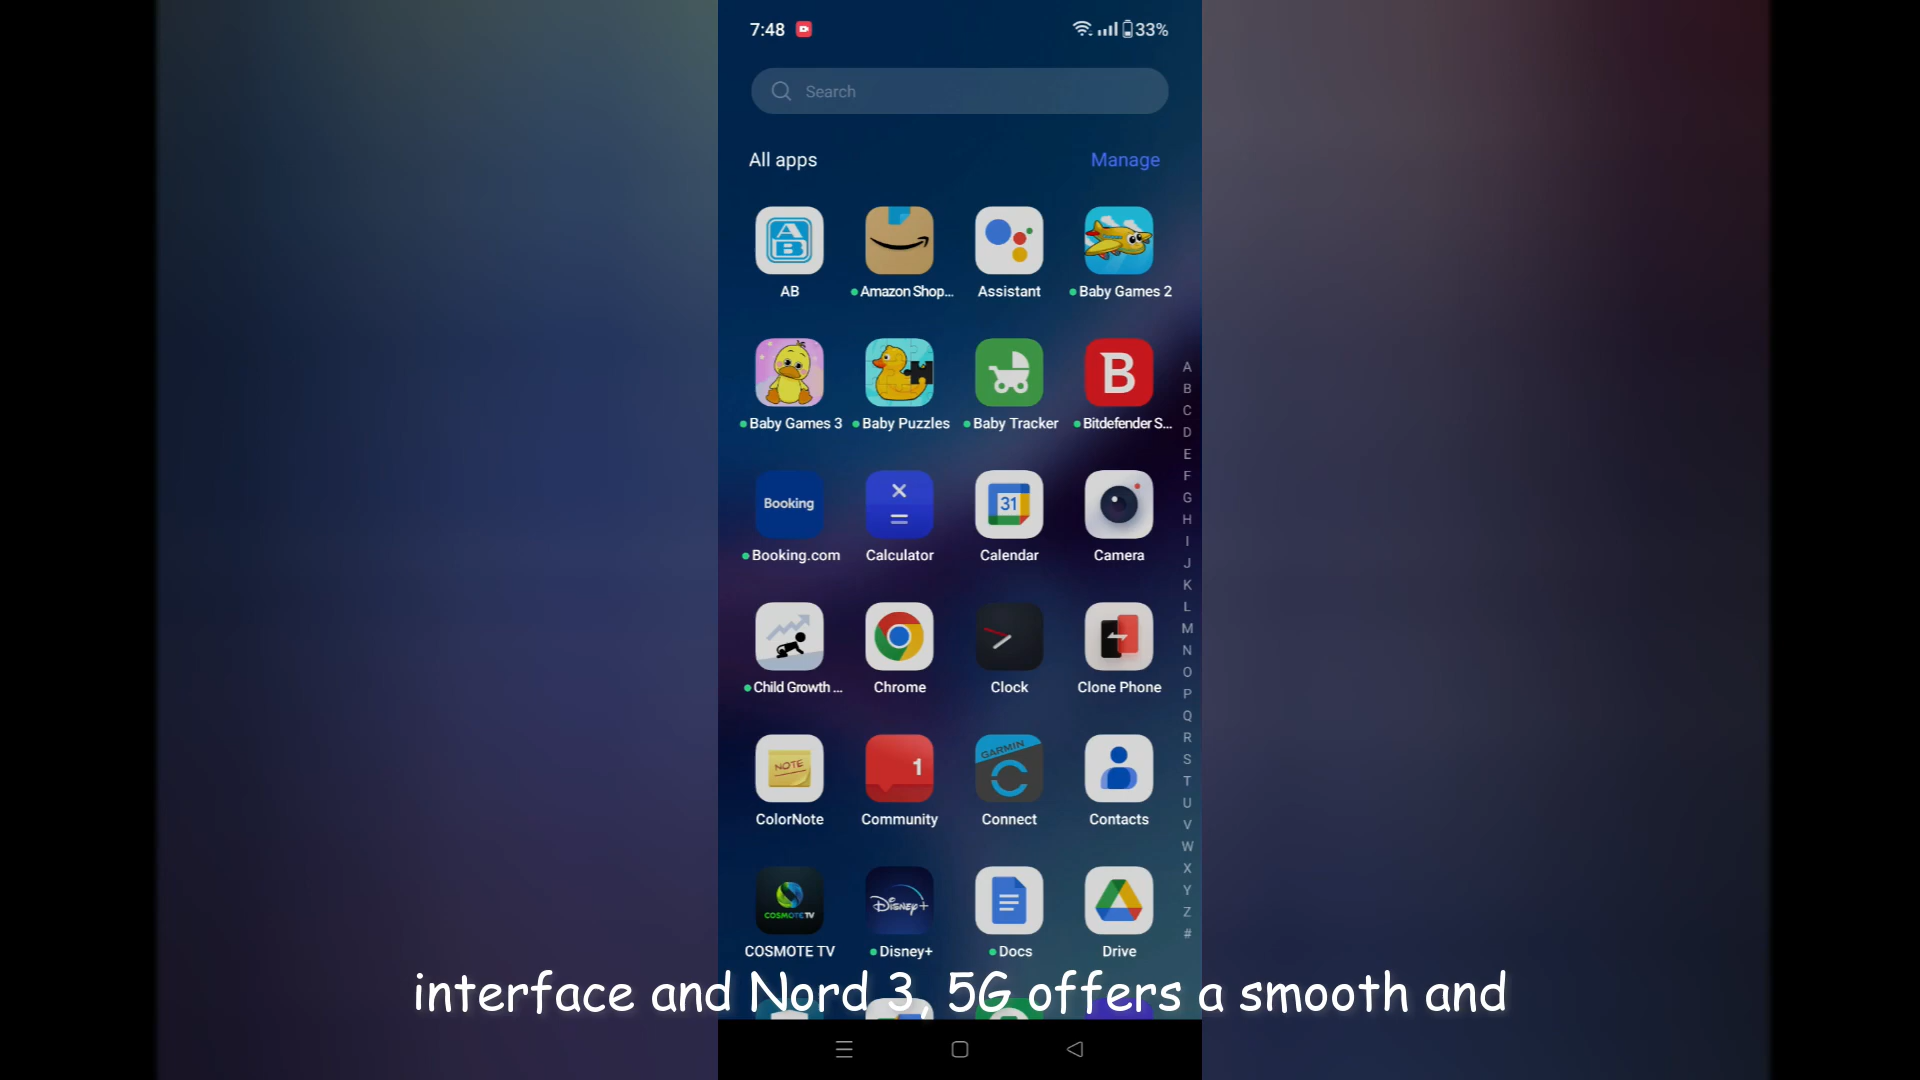 7:48
33%
Search
All apps
Manage
AB
Amazon Shop...
Assistant
Baby Games 2
Baby Games 3
Baby Puzzles
Baby Tracker
B
Bitdefender S...
Booking
Booking.com
Calculator
31
Calendar
Camera
Child Growth ...
Chrome
Clock
Clone Phone
NOTE
ColorNote
1
Community
GARMIN
Connect
Contacts
COSMOTE TV
COSMOTE TV
Disney+
Disney+
Docs
Drive
A
B
C
D
E
F
G
H
I
J
K
L
M
N
O
P
Q
R
S
T
U
V
W
X
Y
Z
#
interface and Nord 3, 5G offers a smooth and